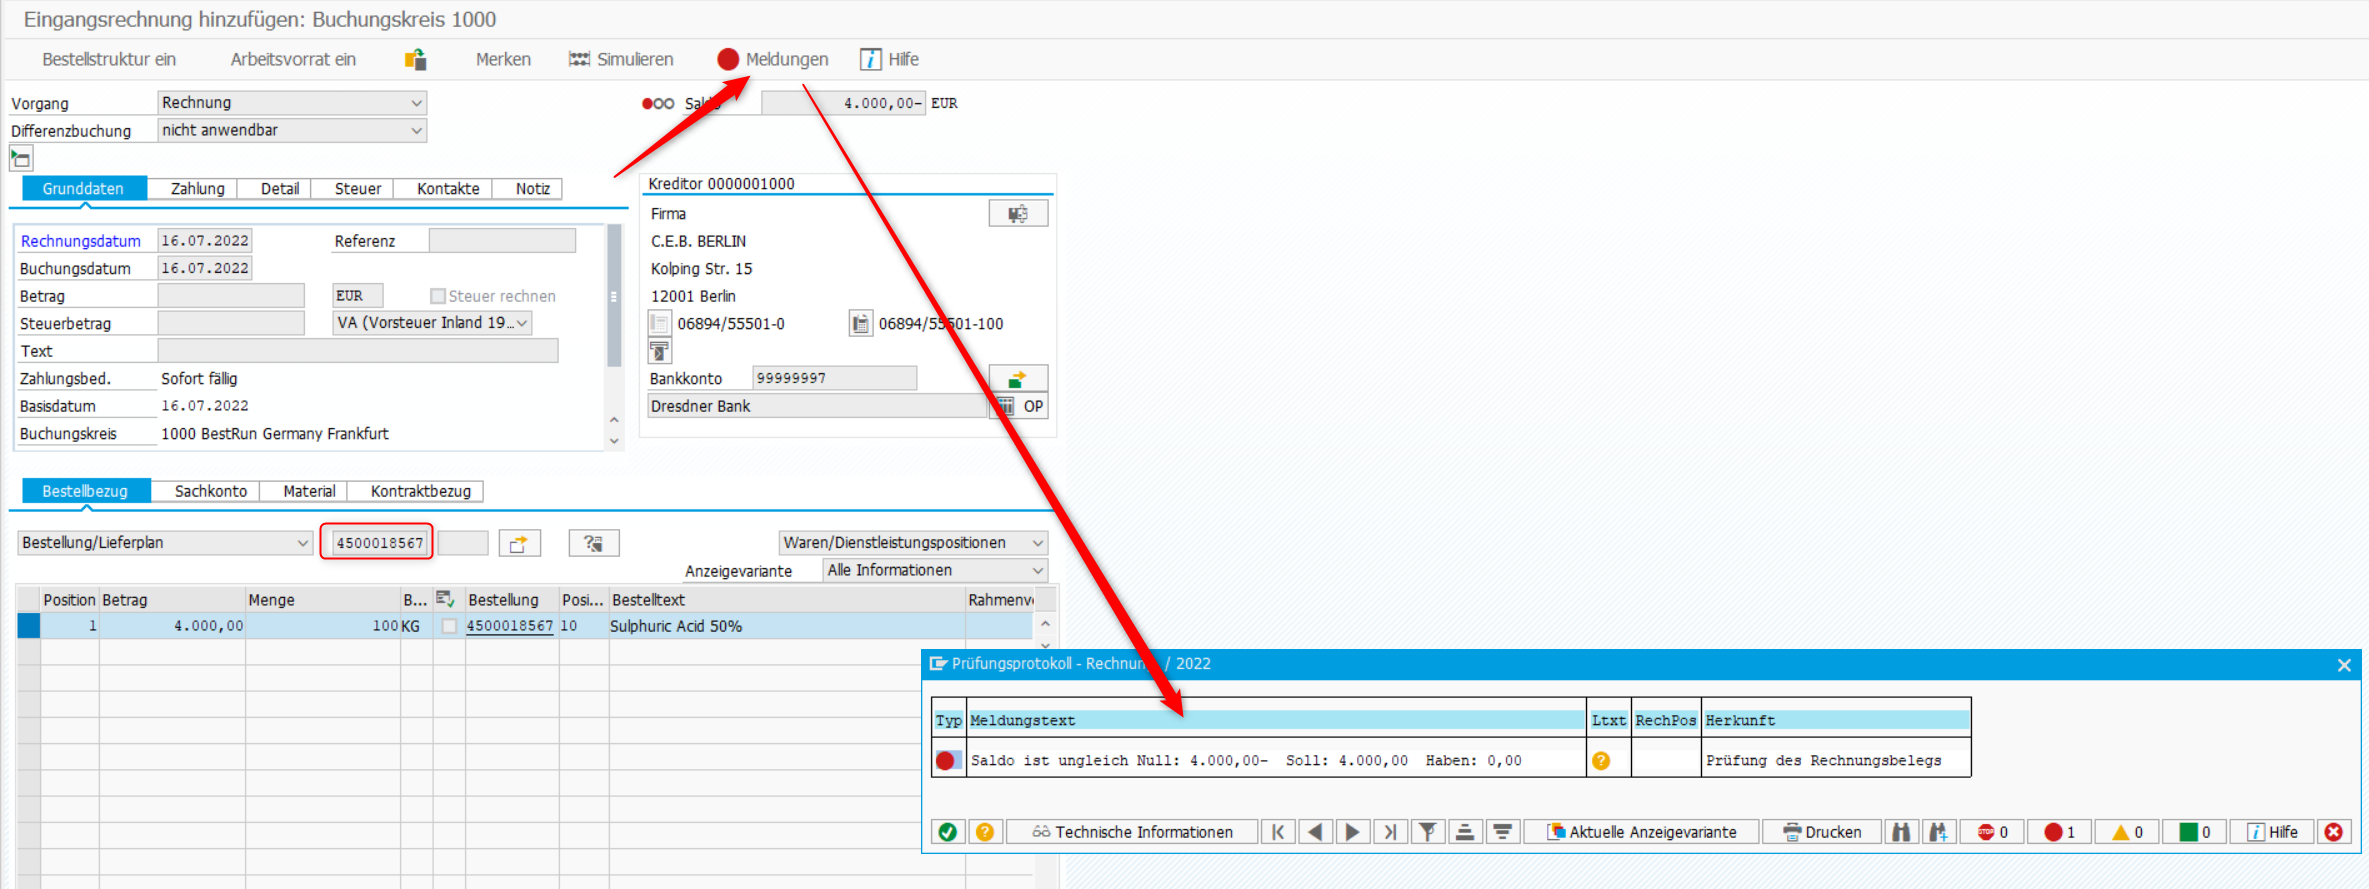 Eingangsrechnung hinzufügen: Buchungskreis 1000
Bestellstruktur ein Arbeitsvorrat ein Merken Simulieren Meldungen Hilfe
Vorgang Rechnung
Saldo 4.000,00- EUR
Differenzbuchung nicht anwendbar
Grunddaten Zahlung Detail Steuer Kontakte Notiz
Rechnungsdatum 16.07.2022 Referenz
Buchungsdatum 16.07.2022
Betrag EUR Steuer rechnen
Steuerbetrag VA (Vorsteuer Inland 19...
Text
Zahlungsbed. Sofort fällig
Basisdatum 16.07.2022
Buchungskreis 1000 BestRun Germany Frankfurt
Kreditor 0000001000
Firma
C.E.B. BERLIN
Kolping Str. 15
12001 Berlin
06894/55501-0 06894/55501-100
Bankkonto 99999997
Dresdner Bank OP
Bestellbezug Sachkonto Material Kontraktbezug
Bestellung/Lieferplan 4500018567 Waren/Dienstleistungspositionen
Anzeigevariante Alle Informationen
Position Betrag Menge B... Bestellung Posi... Bestelltext Rahmenv
1 4.000,00 100 KG 4500018567 10 Sulphuric Acid 50%
Prüfungsprotokoll - Rechnung / 2022
Typ Meldungstext Ltxt RechPos Herkunft
Saldo ist ungleich Null: 4.000,00- Soll: 4.000,00 Haben: 0,00 Prüfung des Rechnungsbelegs
Technische Informationen Aktuelle Anzeigevariante Drucken STOP 0 1 0 0 Hilfe